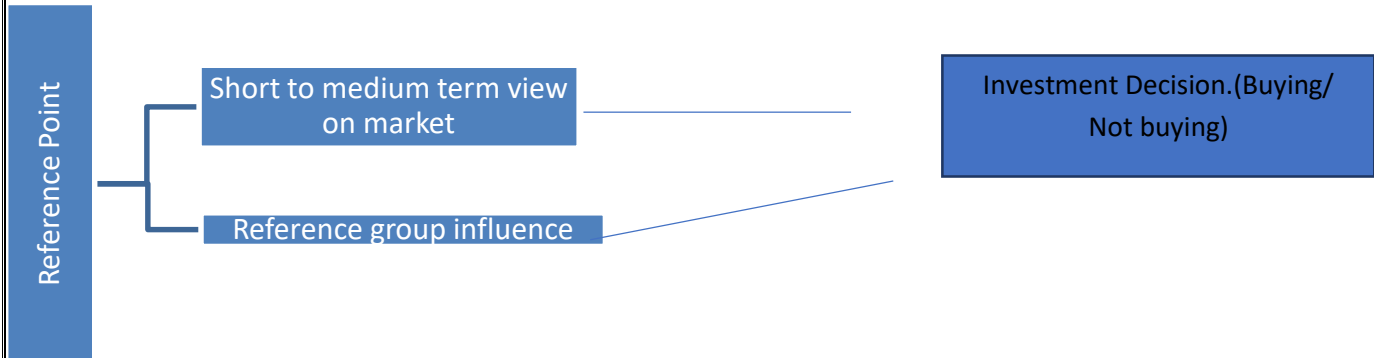 Reference Point
Short to medium term view
on market
Reference group influence
Investment Decision.(Buying/
Not buying)